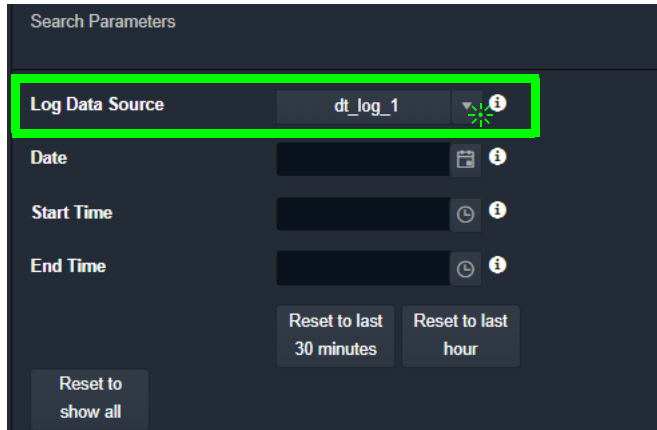 Search Parameters
Log Data Source dt_log_1
Date
Start Time
End Time
Reset to last Reset to last
30 minutes hour
Reset to
show all